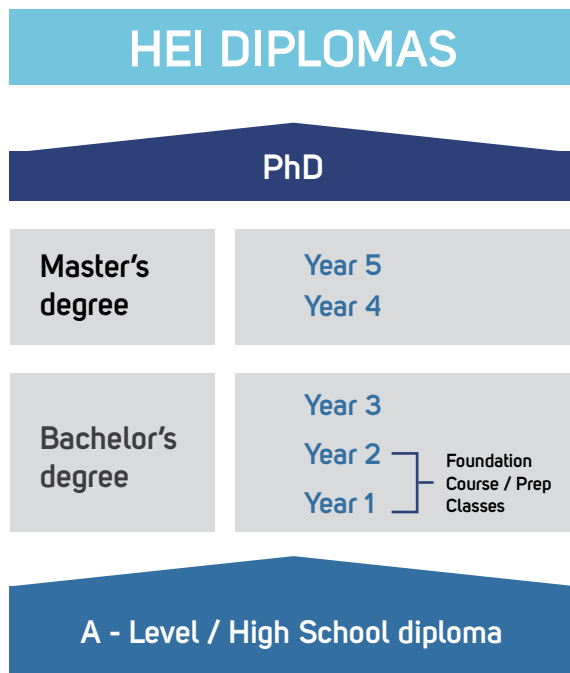 HEI DIPLOMAS
PhD
Master's
degree
Year 5
Year 4
Bachelor's
degree
Year 3
Year 2
Year 1
Foundation
Course / Prep
Classes
A - Level / High School diploma